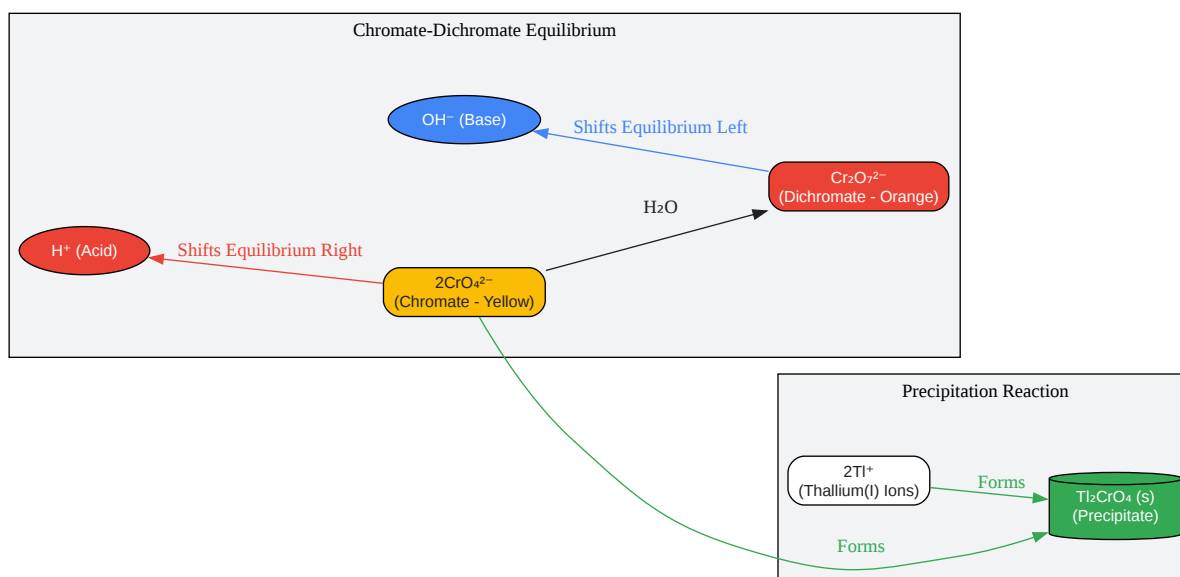 Chromate-Dichromate Equilibrium
OH⁻ (Base)
Shifts Equilibrium Left
Cr₂O₇²⁻
(Dichromate - Orange)
H₂O
H⁺ (Acid)
Shifts Equilibrium Right
2CrO₄²⁻
(Chromate - Yellow)
Precipitation Reaction
2Tl⁺
(Thallium(I) Ions)
Forms
Tl₂CrO₄ (s)
(Precipitate)
Forms